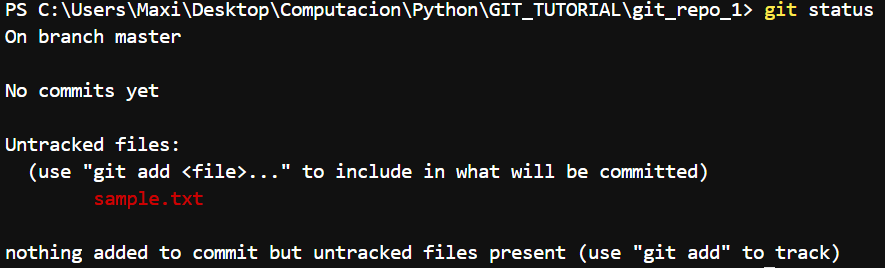 PS C:\Users\Maxi\Desktop\Computacion\Python\GIT_TUTORIAL\git_repo_1> git status
On branch master
No commits yet
Untracked files:
(use "git add <file>..." to include in what will be committed)
sample.txt
nothing added to commit but untracked files present (use "git add" to track)